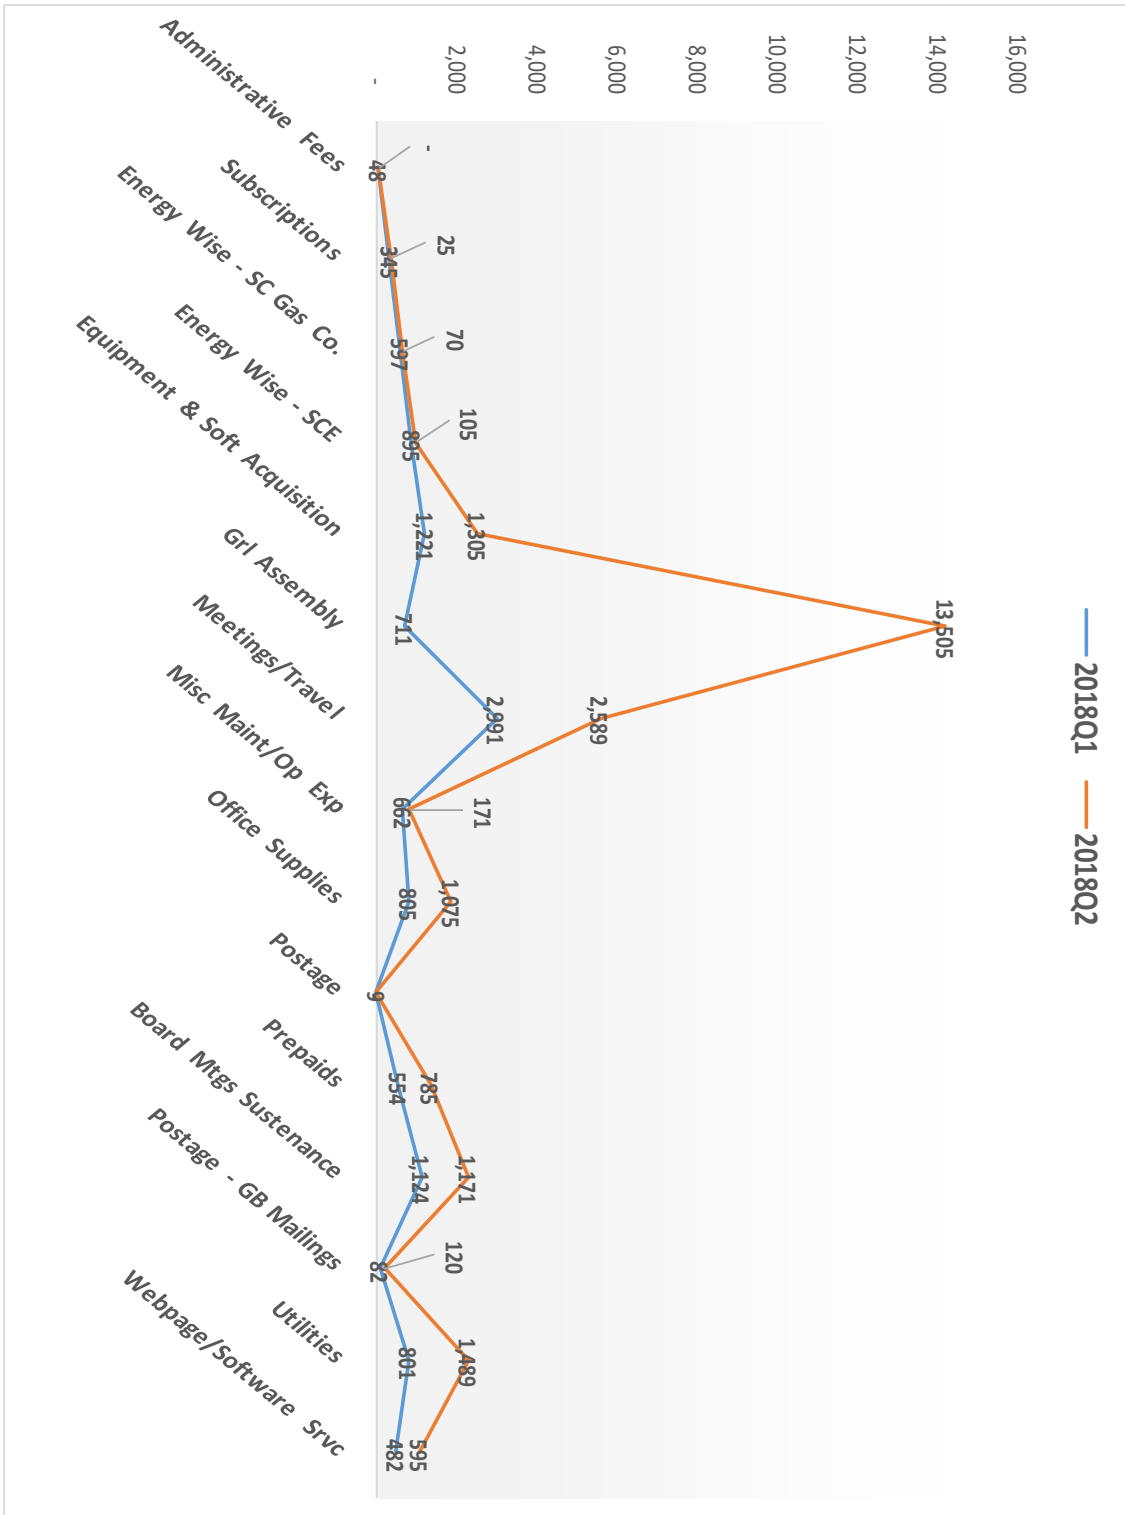 2018Q1 2018Q2
16,000
14,000
12,000
10,000
8,000
6,000
4,000
2,000
-
13,505
1,305
2,589
-
25
70
105
171
1,075
785
1,171
120
1,489
595
48
345
597
895
1,221
711
2,991
662
805
9
554
1,124
82
801
482
Administrative Fees
Subscriptions
Energy Wise - SC Gas Co.
Energy Wise - SCE
Equipment & Soft Acquisition
Grl Assembly
Meetings/Travel
Misc Maint/Op Exp
Office Supplies
Postage
Prepaids
Board Mtgs Sustenance
Postage - GB Mailings
Utilities
Webpage/Software Srvc